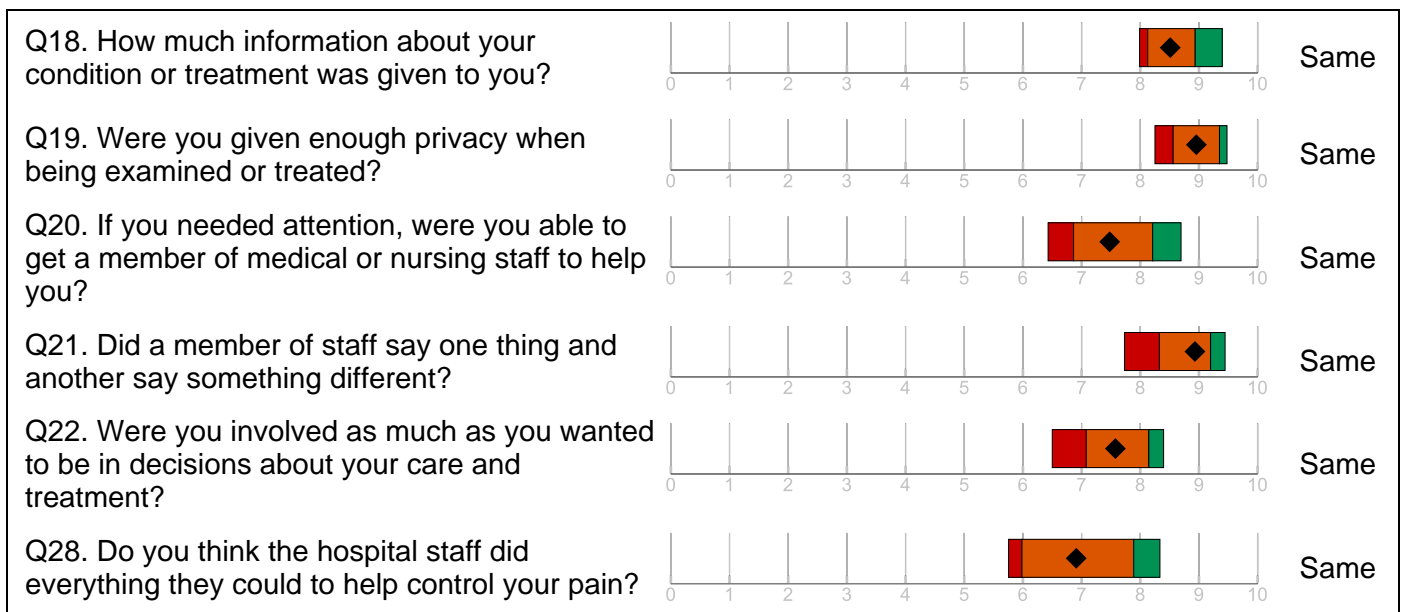 Q18. How much information about your
condition or treatment was given to you?
0 1 2 3 4 5 6 7 8 9 10
Same
Q19. Were you given enough privacy when
being examined or treated?
0 1 2 3 4 5 6 7 8 9 10
Same
Q20. If you needed attention, were you able to
get a member of medical or nursing staff to help
you?
0 1 2 3 4 5 6 7 8 9 10
Same
Q21. Did a member of staff say one thing and
another say something different?
0 1 2 3 4 5 6 7 8 9 10
Same
Q22. Were you involved as much as you wanted
to be in decisions about your care and
treatment?
0 1 2 3 4 5 6 7 8 9 10
Same
Q28. Do you think the hospital staff did
everything they could to help control your pain?
0 1 2 3 4 5 6 7 8 9 10
Same